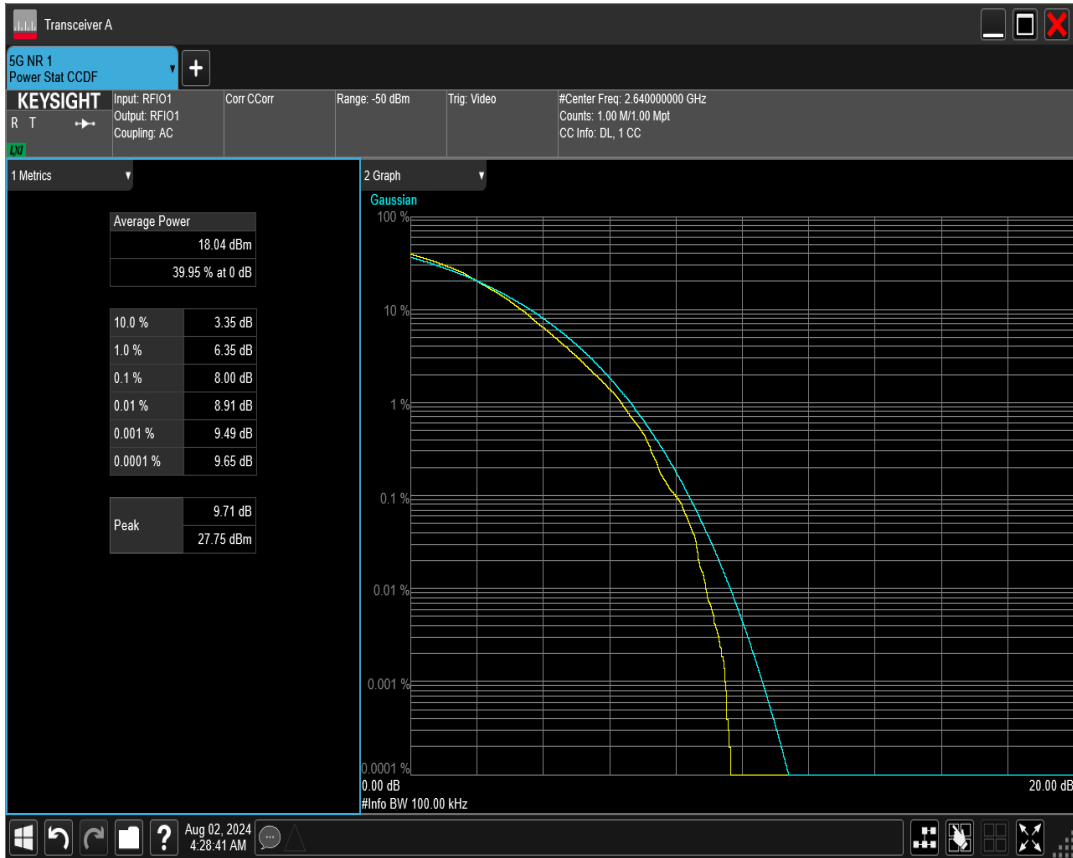 Transceiver A
5G NR 1
Power Stat CCDF
+
KEYSIGHT
R T
LXI
Input: RFIO1
Output: RFIO1
Coupling: AC
Corr CCorr
Range: -50 dBm
Trig: Video
#Center Freq: 2.640000000 GHz
Counts: 1.00 M/1.00 Mpt
CC Info: DL, 1 CC
1 Metrics
Average Power
18.04 dBm
39.95 % at 0 dB
10.0 % 3.35 dB
1.0 % 6.35 dB
0.1 % 8.00 dB
0.01 % 8.91 dB
0.001 % 9.49 dB
0.0001 % 9.65 dB
Peak 9.71 dB
27.75 dBm
2 Graph
Gaussian
100 %
10 %
1 %
0.1 %
0.01 %
0.001 %
0.0001 %
0.00 dB 20.00 dB
#Info BW 100.00 kHz
?
Aug 02, 2024
4:28:41 AM